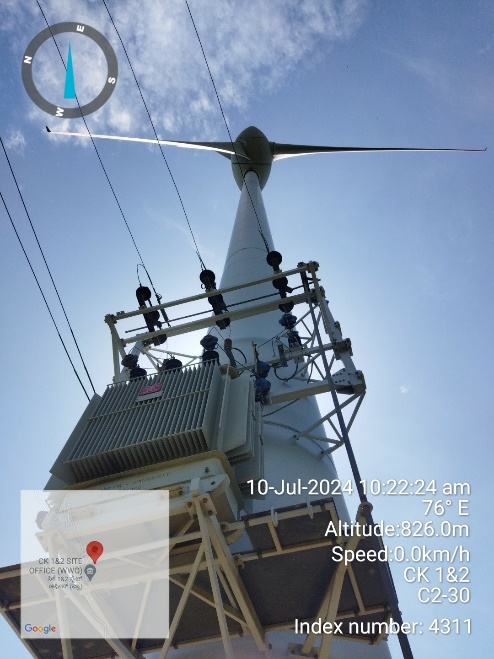 N
E
S
W
10-Jul-2024 10:22:24 am
76° E
Altitude:826.0m
Speed:0.0km/h
CK 1&2
C2-30
Index number: 4311
CK 1&2 SITE
OFFICE (WWO)
Google